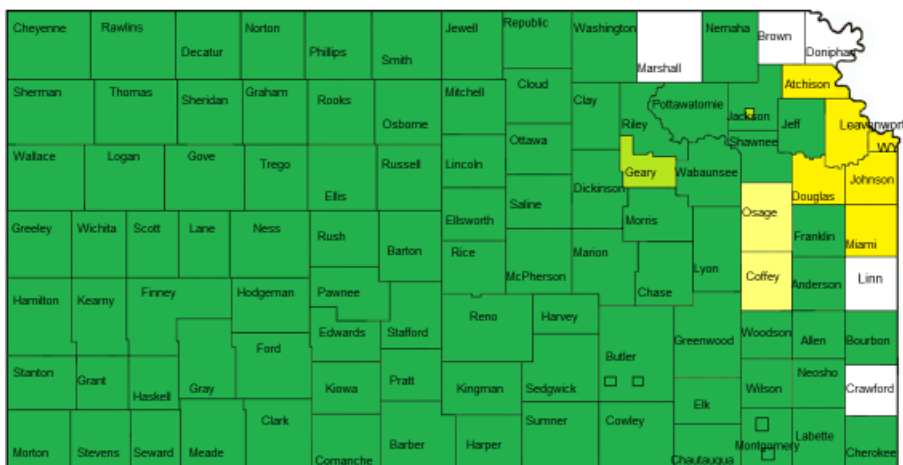 Cheyenne
Rawlins
Decatur
Norton
Phillips
Smith
Jewell
Republic
Washington
Marshall
Nemaha
Brown
Doniphan
Sherman
Thomas
Sheridan
Graham
Rooks
Osborne
Mitchell
Cloud
Clay
Riley
Pottawatomie
Jackson
Atchison
Jeff
Leavenwort
Wallace
Logan
Gove
Trego
Ellis
Russell
Lincoln
Ottawa
Saline
Dickinson
Geary
Wabaunsee
Shawnee
Douglas
Johnson
WY
Greeley
Wichita
Scott
Lane
Ness
Rush
Barton
Ellsworth
Rice
McPherson
Marion
Morris
Chase
Lyon
Osage
Coffey
Franklin
Miami
Anderson
Linn
Hamilton
Kearny
Finney
Hodgeman
Pawnee
Edwards
Stafford
Reno
Harvey
Butler
Greenwood
Woodson
Allen
Bourbon
Stanton
Grant
Haskell
Gray
Ford
Kiowa
Pratt
Kingman
Sedgwick
Elk
Wilson
Neosho
Crawford
Morton
Stevens
Seward
Meade
Clark
Comanche
Barber
Harper
Sumner
Cowley
Chautauqua
Montgomery
Labette
Cherokee